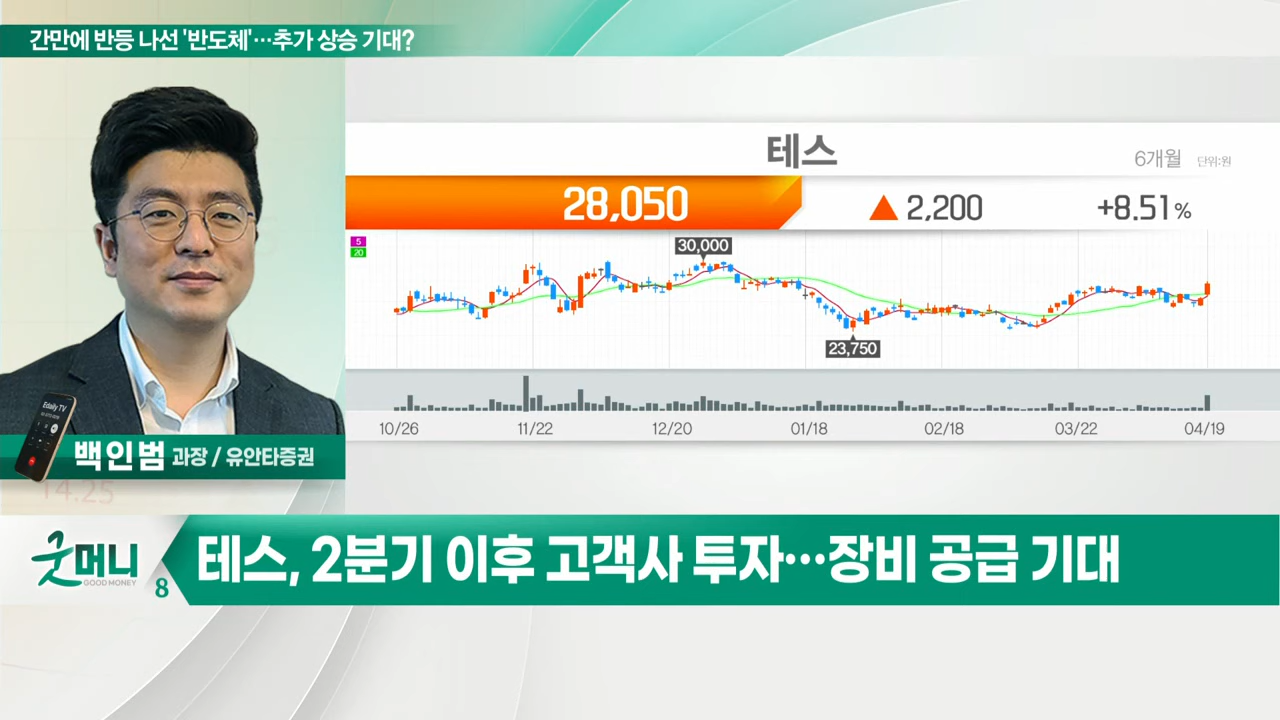 간만에 반등 나선 '반도체'…추가 상승 기대?
테스
6개월 단위:원
28,050 ▲ 2,200 +8.51%
5
20
30,000
23,750
10/26 11/22 12/20 01/18 02/18 03/22 04/19
Edaily TV
백인범 과장 / 유안타증권
14.25
굿머니
GOOD MONEY
8
테스, 2분기 이후 고객사 투자…장비 공급 기대